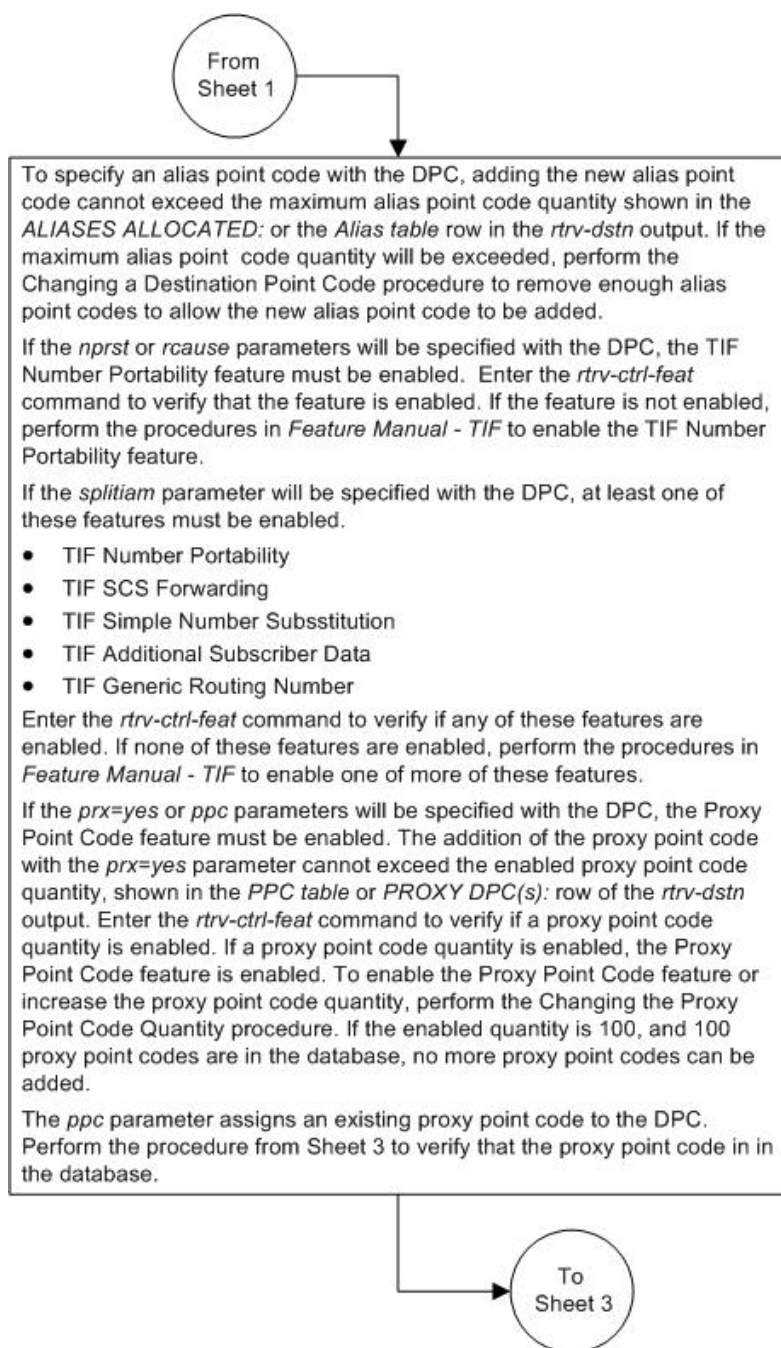 From
Sheet 1
To specify an alias point code with the DPC, adding the new alias point
code cannot exceed the maximum alias point code quantity shown in the
ALIASES ALLOCATED: or the Alias table row in the rtrv-dstn output. If the
maximum alias point  code quantity will be exceeded, perform the
Changing a Destination Point Code procedure to remove enough alias
point codes to allow the new alias point code to be added.
If the nprst or rcause parameters will be specified with the DPC, the TIF
Number Portability feature must be enabled.  Enter the rtrv-ctrl-feat
command to verify that the feature is enabled. If the feature is not enabled,
perform the procedures in Feature Manual - TIF to enable the TIF Number
Portability feature.
If the splitiam parameter will be specified with the DPC, at least one of
these features must be enabled.
• TIF Number Portability
• TIF SCS Forwarding
• TIF Simple Number Subsstitution
• TIF Additional Subscriber Data
• TIF Generic Routing Number
Enter the rtrv-ctrl-feat command to verify if any of these features are
enabled. If none of these features are enabled, perform the procedures in
Feature Manual - TIF to enable one of more of these features.
If the prx=yes or ppc parameters will be specified with the DPC, the Proxy
Point Code feature must be enabled. The addition of the proxy point code
with the prx=yes parameter cannot exceed the enabled proxy point code
quantity, shown in the PPC table or PROXY DPC(s): row of the rtrv-dstn
output. Enter the rtrv-ctrl-feat command to verify if a proxy point code
quantity is enabled. If a proxy point code quantity is enabled, the Proxy
Point Code feature is enabled. To enable the Proxy Point Code feature or
increase the proxy point code quantity, perform the Changing the Proxy
Point Code Quantity procedure. If the enabled quantity is 100, and 100
proxy point codes are in the database, no more proxy point codes can be
added.
The ppc parameter assigns an existing proxy point code to the DPC.
Perform the procedure from Sheet 3 to verify that the proxy point code in in
the database.
To
Sheet 3